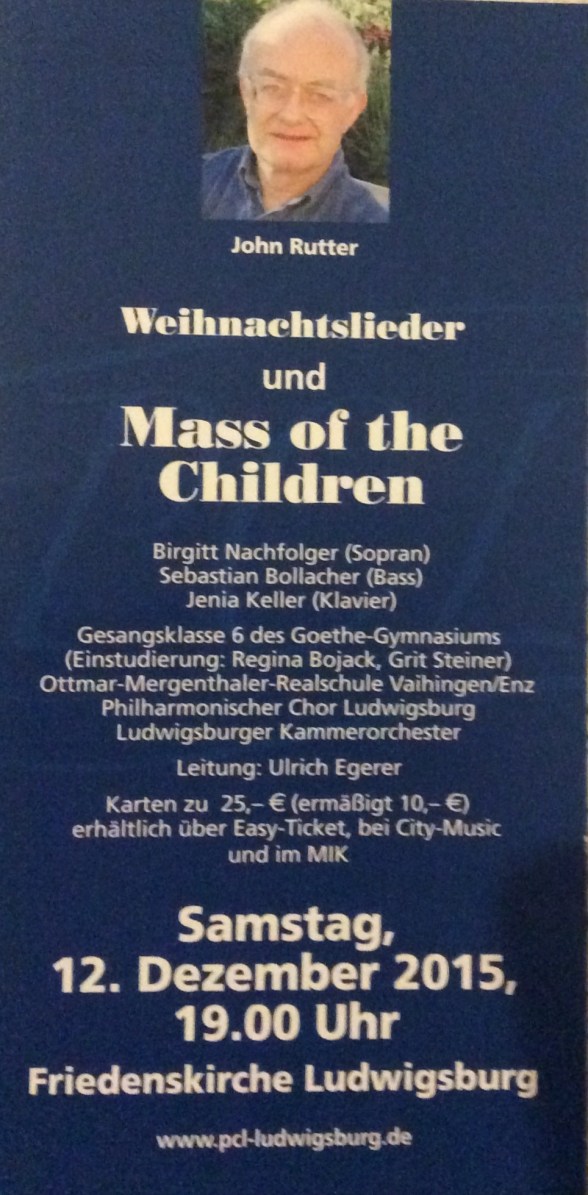 John Rutter
Weihnachtslieder
und
Mass of the
Children
Birgitt Nachfolger (Sopran)
Sebastian Bollacher (Bass)
Jenia Keller (Klavier)
Gesangsklasse 6 des Goethe-Gymnasiums
(Einstudierung: Regina Bojack, Grit Steiner)
Ottmar-Mergenthaler-Realschule Vaihingen/Enz
Philharmonischer Chor Ludwigsburg
Ludwigsburger Kammerorchester
Leitung: Ulrich Egerer
Karten zu 25,– € (ermäßigt 10,– €)
erhältlich über Easy-Ticket, bei City-Music
und im MIK
Samstag,
12. Dezember 2015,
19.00 Uhr
Friedenskirche Ludwigsburg
www.pcl-ludwigsburg.de